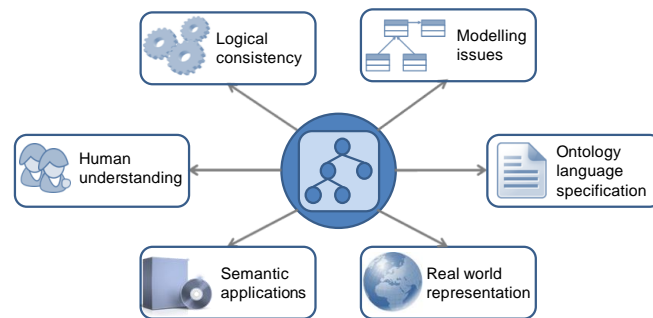 Logical
consistency
Modelling
issues
Human
understanding
Ontology
language
specification
Semantic
applications
Real world
representation